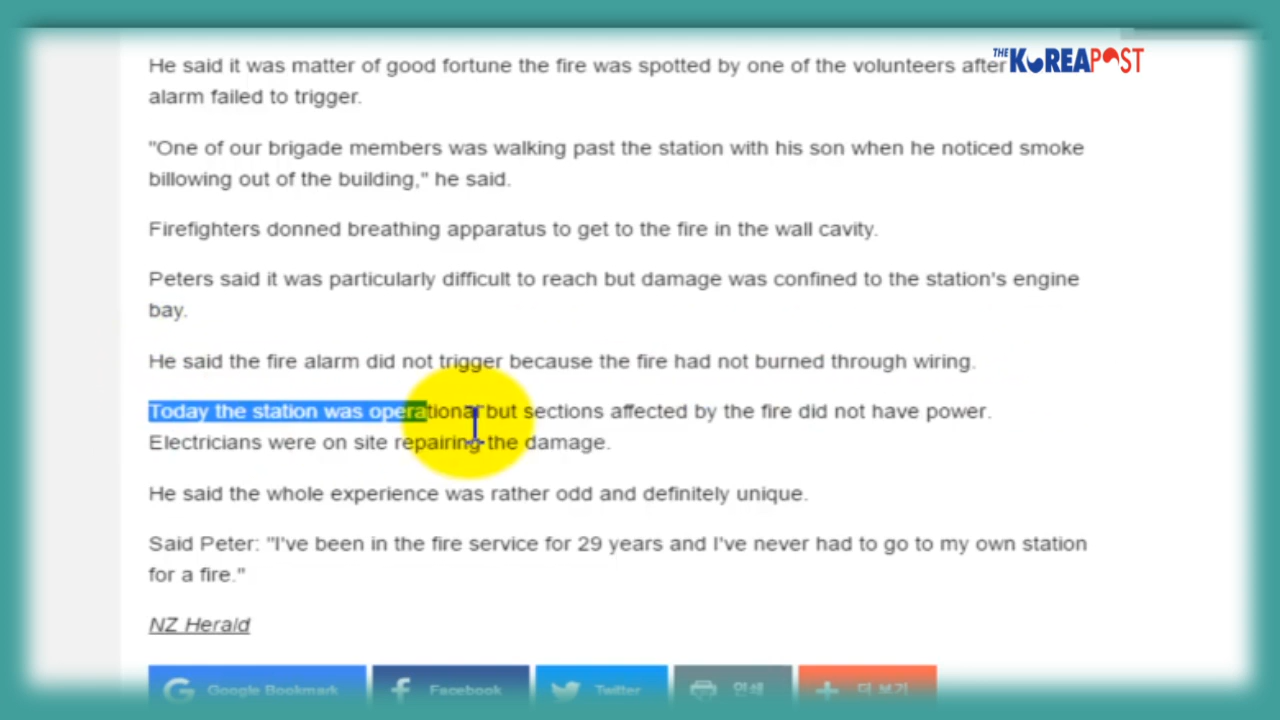 THE KOREAPOST
He said it was matter of good fortune the fire was spotted by one of the volunteers after
alarm failed to trigger.
"One of our brigade members was walking past the station with his son when he noticed smoke
billowing out of the building," he said.
Firefighters donned breathing apparatus to get to the fire in the wall cavity.
Peters said it was particularly difficult to reach but damage was confined to the station's engine
bay.
He said the fire alarm did not trigger because the fire had not burned through wiring.
Today the station was operational but sections affected by the fire did not have power.
Electricians were on site repairing the damage.
He said the whole experience was rather odd and definitely unique.
Said Peter: "I've been in the fire service for 29 years and I've never had to go to my own station
for a fire."
NZ Herald
Google Bookmark Facebook Twitter 인쇄 더 보기